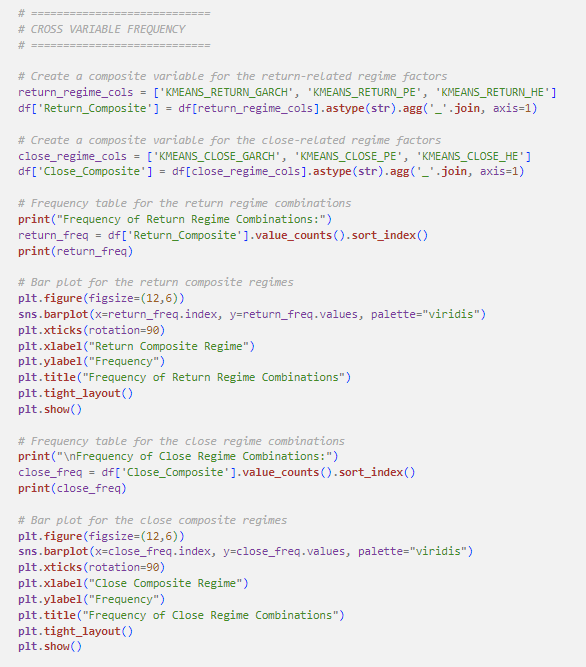 # ============================
# CROSS VARIABLE FREQUENCY
# ============================
# Create a composite variable for the return-related regime factors
return_regime_cols = ['KMEANS_RETURN_GARCH', 'KMEANS_RETURN_PE', 'KMEANS_RETURN_HE']
df['Return_Composite'] = df[return_regime_cols].astype(str).agg('_'.join, axis=1)
# Create a composite variable for the close-related regime factors
close_regime_cols = ['KMEANS_CLOSE_GARCH', 'KMEANS_CLOSE_PE', 'KMEANS_CLOSE_HE']
df['Close_Composite'] = df[close_regime_cols].astype(str).agg('_'.join, axis=1)
# Frequency table for the return regime combinations
print("Frequency of Return Regime Combinations:")
return_freq = df['Return_Composite'].value_counts().sort_index()
print(return_freq)
# Bar plot for the return composite regimes
plt.figure(figsize=(12,6))
sns.barplot(x=return_freq.index, y=return_freq.values, palette="viridis")
plt.xticks(rotation=90)
plt.xlabel("Return Composite Regime")
plt.ylabel("Frequency")
plt.title("Frequency of Return Regime Combinations")
plt.tight_layout()
plt.show()
# Frequency table for the close regime combinations
print("\nFrequency of Close Regime Combinations:")
close_freq = df['Close_Composite'].value_counts().sort_index()
print(close_freq)
# Bar plot for the close composite regimes
plt.figure(figsize=(12,6))
sns.barplot(x=close_freq.index, y=close_freq.values, palette="viridis")
plt.xticks(rotation=90)
plt.xlabel("Close Composite Regime")
plt.ylabel("Frequency")
plt.title("Frequency of Close Regime Combinations")
plt.tight_layout()
plt.show()